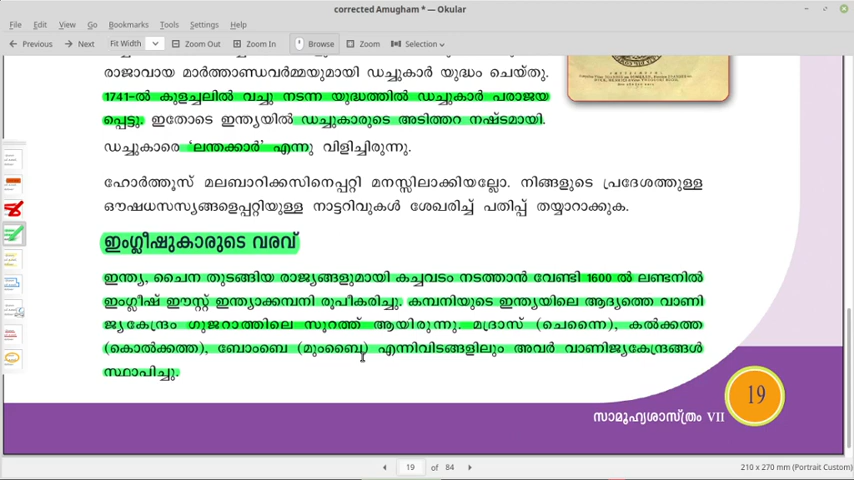 corrected Amugham * — Okular
File Edit View Go Bookmarks Tools Settings Help
Previous Next Fit Width Zoom Out Zoom In Browse Zoom Selection
രാജാവായ മാർത്താണ്ഡവർമ്മയുമായി ഡച്ചുകാർ യുദ്ധം ചെയ്തു.
1741-ൽ കുളച്ചലിൽ വച്ചു നടന്ന യുദ്ധത്തിൽ ഡച്ചുകാർ പരാജയ
പ്പെട്ടു. ഇതോടെ ഇന്ത്യയിൽ ഡച്ചുകാരുടെ അടിത്തറ നഷ്ടമായി.
ഡച്ചുകാരെ 'ലന്തക്കാർ' എന്നു വിളിച്ചിരുന്നു.
ഹോർത്തൂസ് മലബാറിക്കസിനെപ്പറ്റി മനസ്സിലാക്കിയല്ലോ. നിങ്ങളുടെ പ്രദേശത്തുള്ള
ഔഷധസസ്യങ്ങളെപ്പറ്റിയുള്ള നാട്ടറിവുകൾ ശേഖരിച്ച് പതിപ്പ് തയ്യാറാക്കുക.
ഇംഗ്ലീഷുകാരുടെ വരവ്
ഇന്ത്യ, ചൈന തുടങ്ങിയ രാജ്യങ്ങളുമായി കച്ചവടം നടത്താൻ വേണ്ടി 1600 ൽ ലണ്ടനിൽ
ഇംഗ്ലീഷ് ഈസ്റ്റ് ഇന്ത്യാക്കമ്പനി രൂപീകരിച്ചു. കമ്പനിയുടെ ഇന്ത്യയിലെ ആദ്യത്തെ വാണി
ജ്യകേന്ദ്രം ഗുജറാത്തിലെ സൂറത്ത് ആയിരുന്നു. മദ്രാസ് (ചെന്നൈ), കൽക്കത്ത
(കൊൽക്കത്ത), ബോംബെ (മുംബൈ) എന്നിവിടങ്ങളിലും അവർ വാണിജ്യകേന്ദ്രങ്ങൾ
സ്ഥാപിച്ചു.
19
സാമൂഹ്യശാസ്ത്രം VII
19 of 84 210 x 270 mm (Portrait Custom)